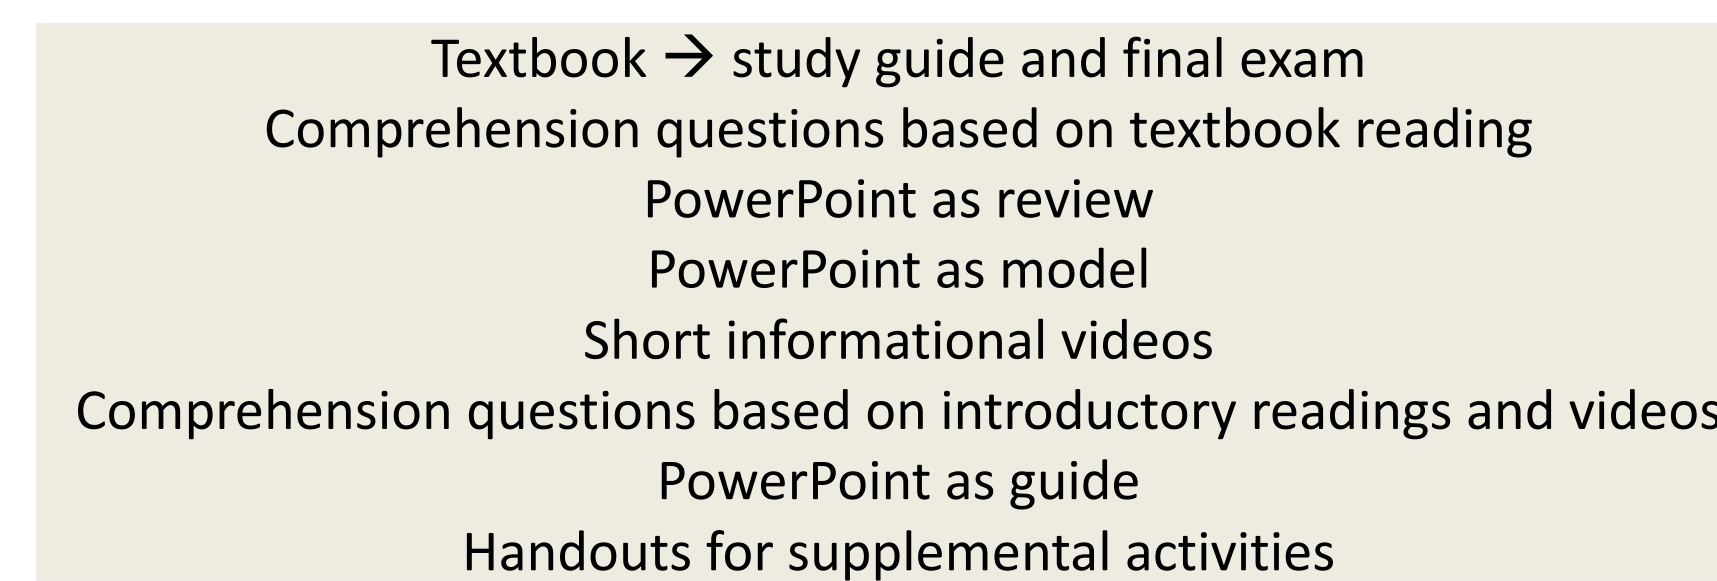 Textbook → study guide and final exam
Comprehension questions based on textbook reading
PowerPoint as review
PowerPoint as model
Short informational videos
Comprehension questions based on introductory readings and videos
PowerPoint as guide
Handouts for supplemental activities